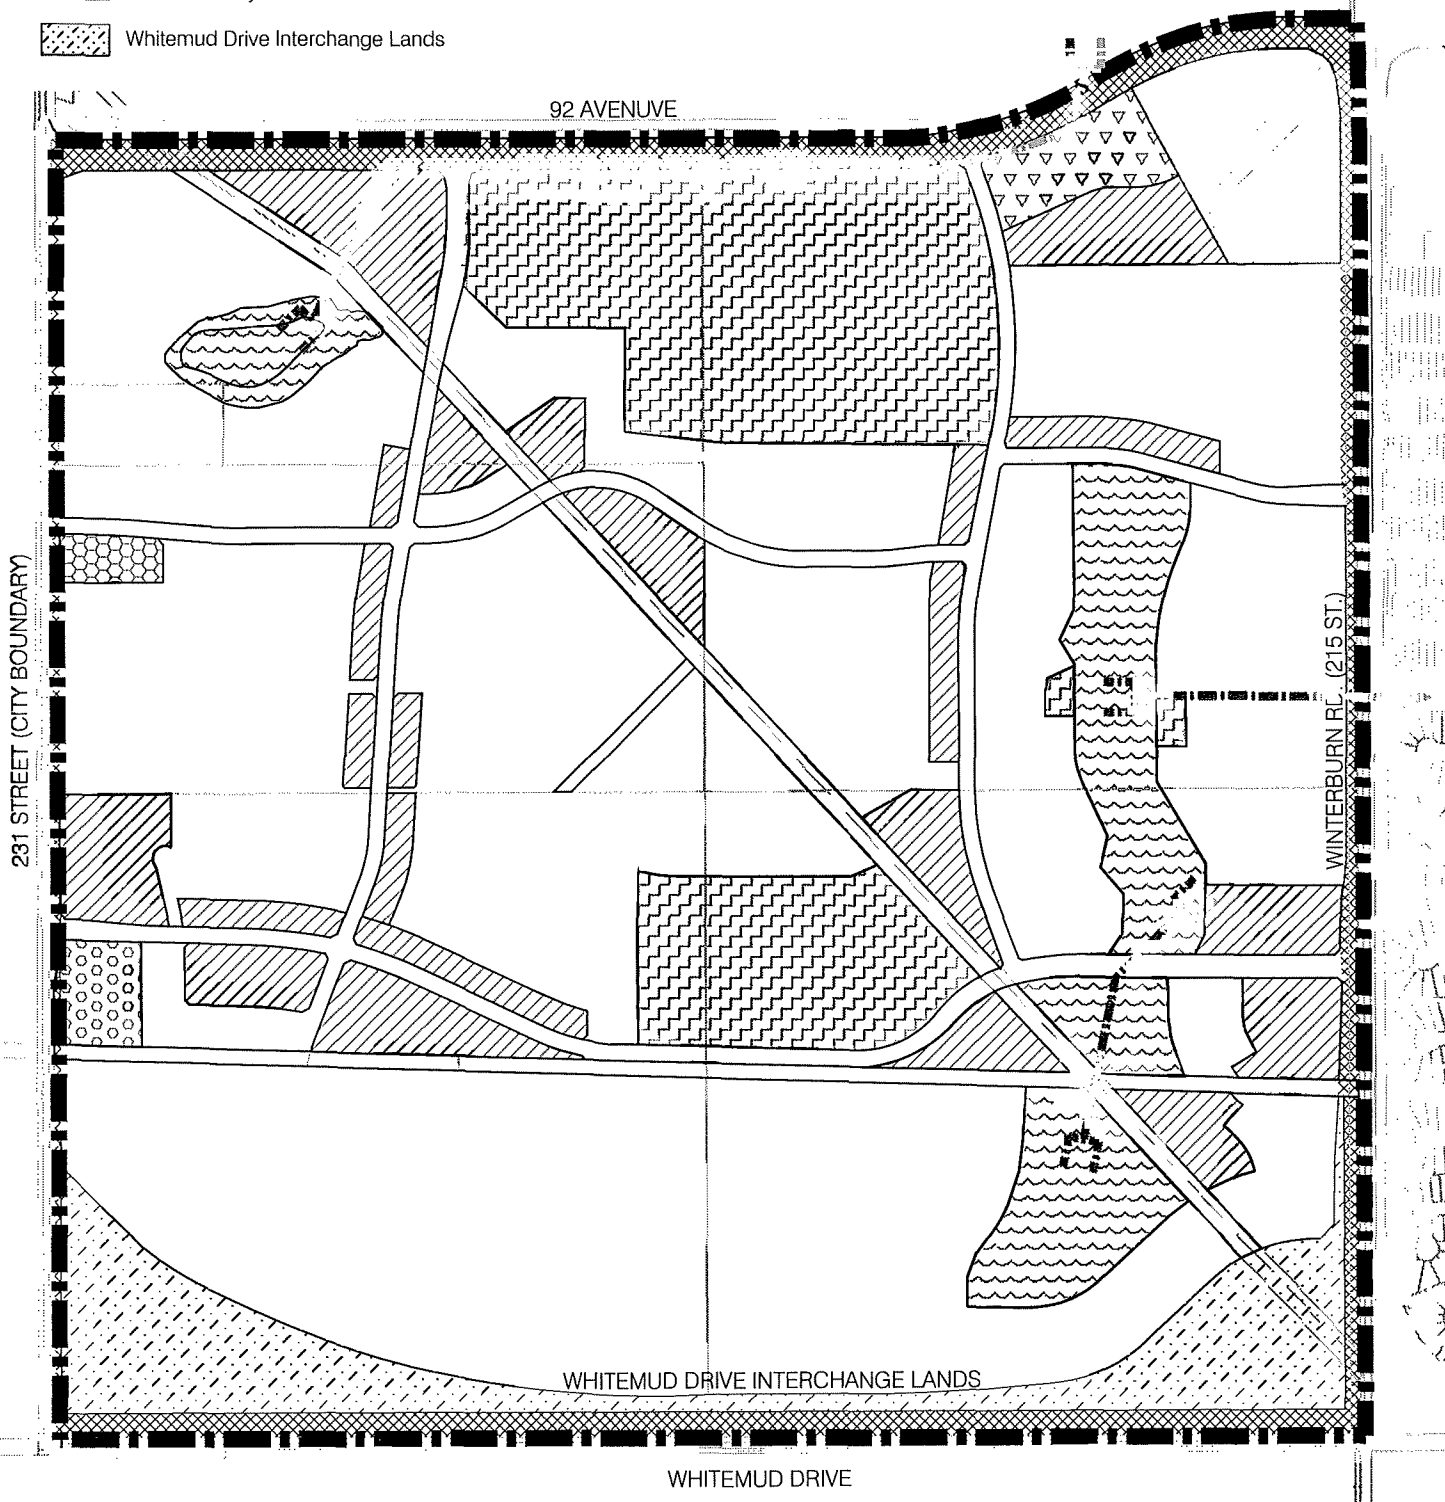 Whitemud Drive Interchange Lands
92 AVENUVE
231 STREET (CITY BOUNDARY)
WINTERBURN RD. (215 ST.)
WHITEMUD DRIVE INTERCHANGE LANDS
WHITEMUD DRIVE